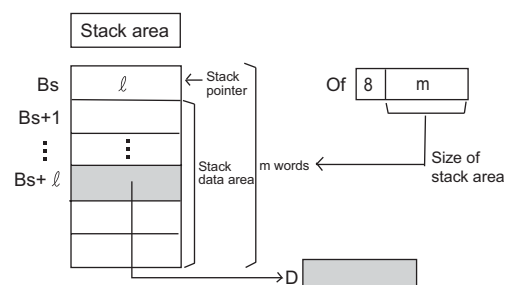 Stack area
Bs ℓ Stack pointer
Bs+1
Bs+ ℓ
Stack data area
m words
Of 8 m
Size of stack area
D